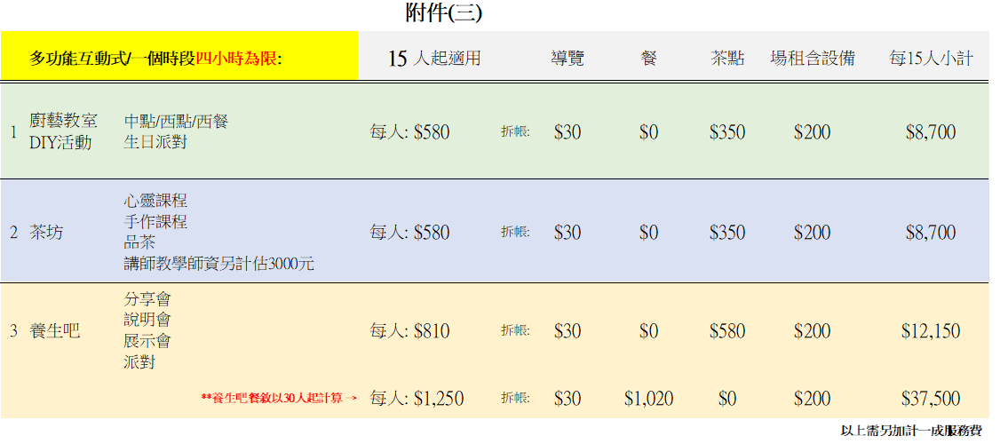 附件(三)
多功能互動式/一個時段四小時為限: 15 人起適用 導覽 餐 茶點 場租含設備 每15人小計
1 廚藝教室 DIY活動 中點/西點/西餐 生日派對 每人: $580 拆帳: $30 $0 $350 $200 $8,700
2 茶坊 心靈課程 手作課程 品茶 講師教學師資另計估3000元 每人: $580 拆帳: $30 $0 $350 $200 $8,700
3 養生吧 分享會 說明會 展示會 派對 每人: $810 拆帳: $30 $0 $580 $200 $12,150
**養生吧餐敘以30人起計算→ 每人: $1,250 拆帳: $30 $1,020 $0 $200 $37,500
以上需另加計一成服務費